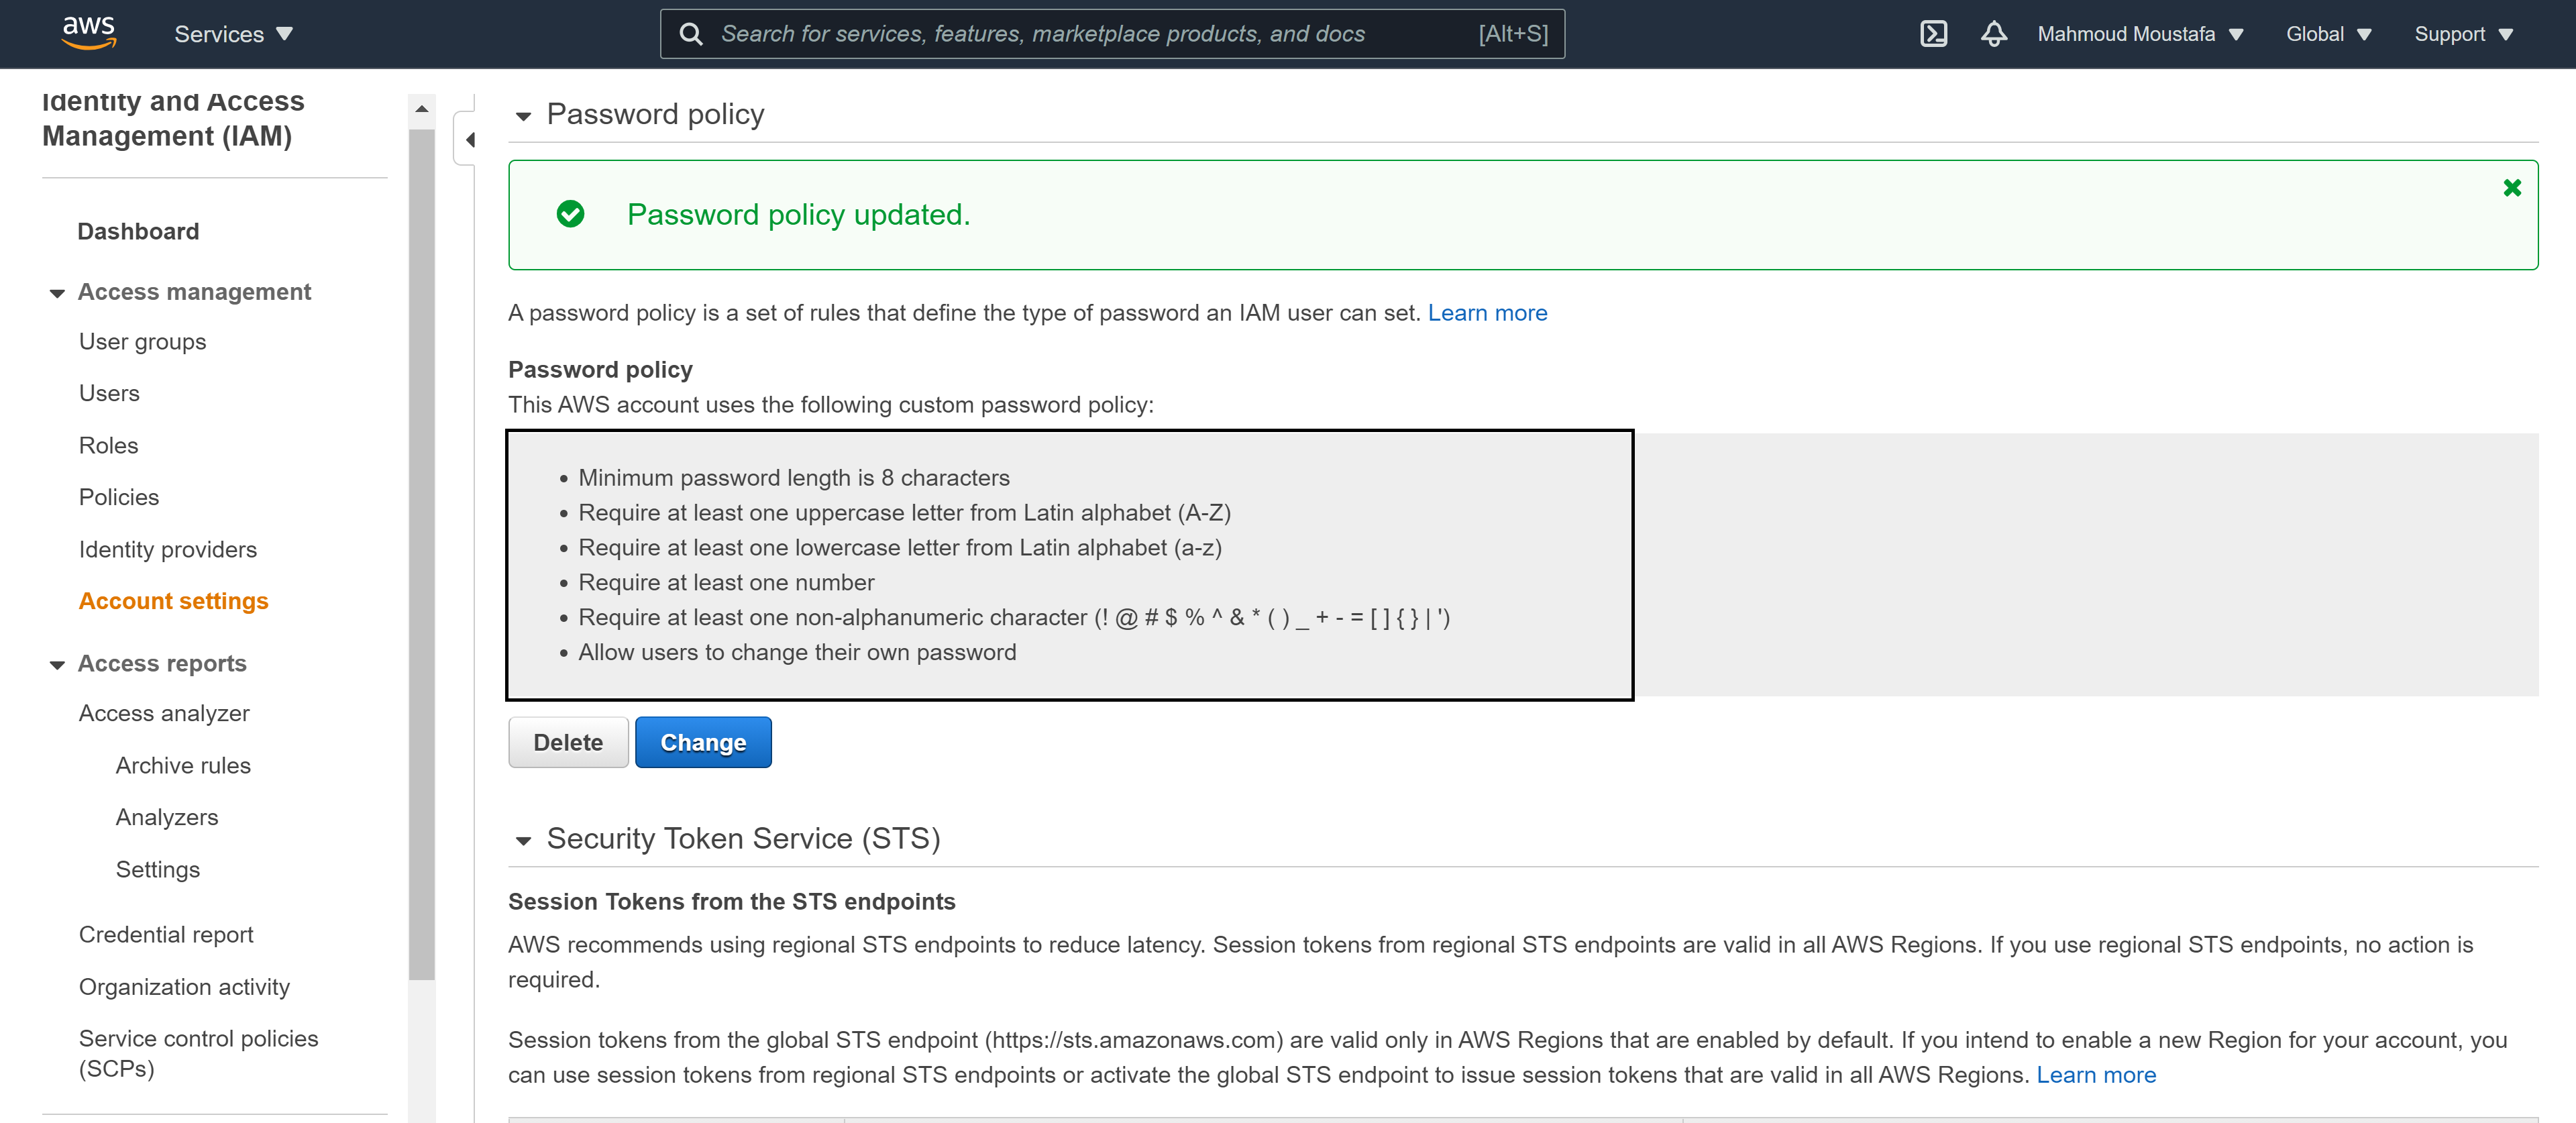 aws
Services
Search for services, features, marketplace products, and docs
[Alt+S]
Mahmoud Moustafa
Global
Support
Identity and Access
Management (IAM)
Dashboard
Access management
User groups
Users
Roles
Policies
Identity providers
Account settings
Access reports
Access analyzer
Archive rules
Analyzers
Settings
Credential report
Organization activity
Service control policies
(SCPs)
Password policy
Password policy updated.
A password policy is a set of rules that define the type of password an IAM user can set. Learn more
Password policy
This AWS account uses the following custom password policy:
• Minimum password length is 8 characters
• Require at least one uppercase letter from Latin alphabet (A-Z)
• Require at least one lowercase letter from Latin alphabet (a-z)
• Require at least one number
• Require at least one non-alphanumeric character (! @ # $ % ^ & * ( ) _ + - = [ ] { } | ')
• Allow users to change their own password
Delete
Change
Security Token Service (STS)
Session Tokens from the STS endpoints
AWS recommends using regional STS endpoints to reduce latency. Session tokens from regional STS endpoints are valid in all AWS Regions. If you use regional STS endpoints, no action is
required.
Session tokens from the global STS endpoint (https://sts.amazonaws.com) are valid only in AWS Regions that are enabled by default. If you intend to enable a new Region for your account, you
can use session tokens from regional STS endpoints or activate the global STS endpoint to issue session tokens that are valid in all AWS Regions. Learn more